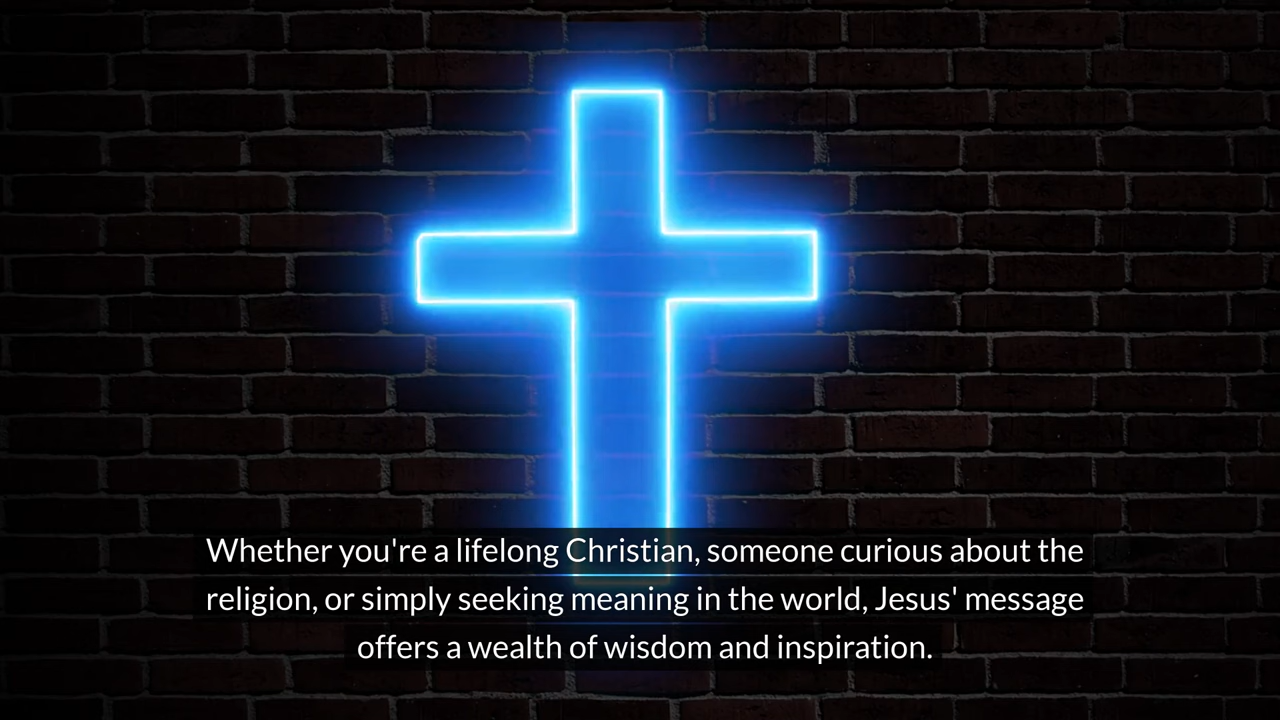 Whether you're a lifelong Christian, someone curious about the
religion, or simply seeking meaning in the world, Jesus' message
offers a wealth of wisdom and inspiration.